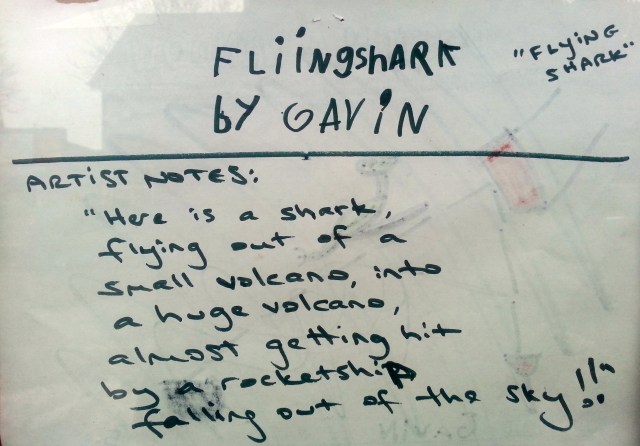 FLiiNgshARK
"FLYiNG
SHARK"
bY GAViN
ARTiST NOTES:
"Here is a shark,
flying out of a
small volcano, into
a huge volcano,
almost getting hit
by a rocketship
falling out of the sky!!"